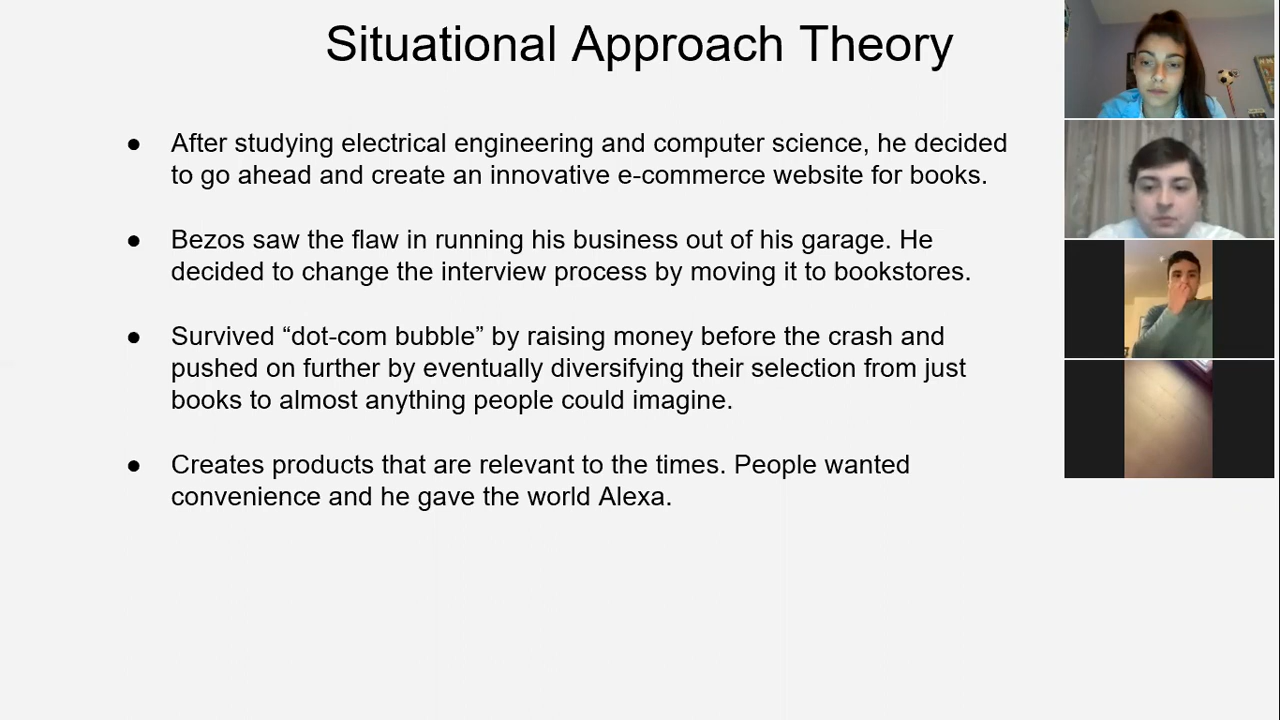 Situational Approach Theory
● After studying electrical engineering and computer science, he decided
to go ahead and create an innovative e-commerce website for books.
● Bezos saw the flaw in running his business out of his garage. He
decided to change the interview process by moving it to bookstores.
● Survived “dot-com bubble” by raising money before the crash and
pushed on further by eventually diversifying their selection from just
books to almost anything people could imagine.
● Creates products that are relevant to the times. People wanted
convenience and he gave the world Alexa.